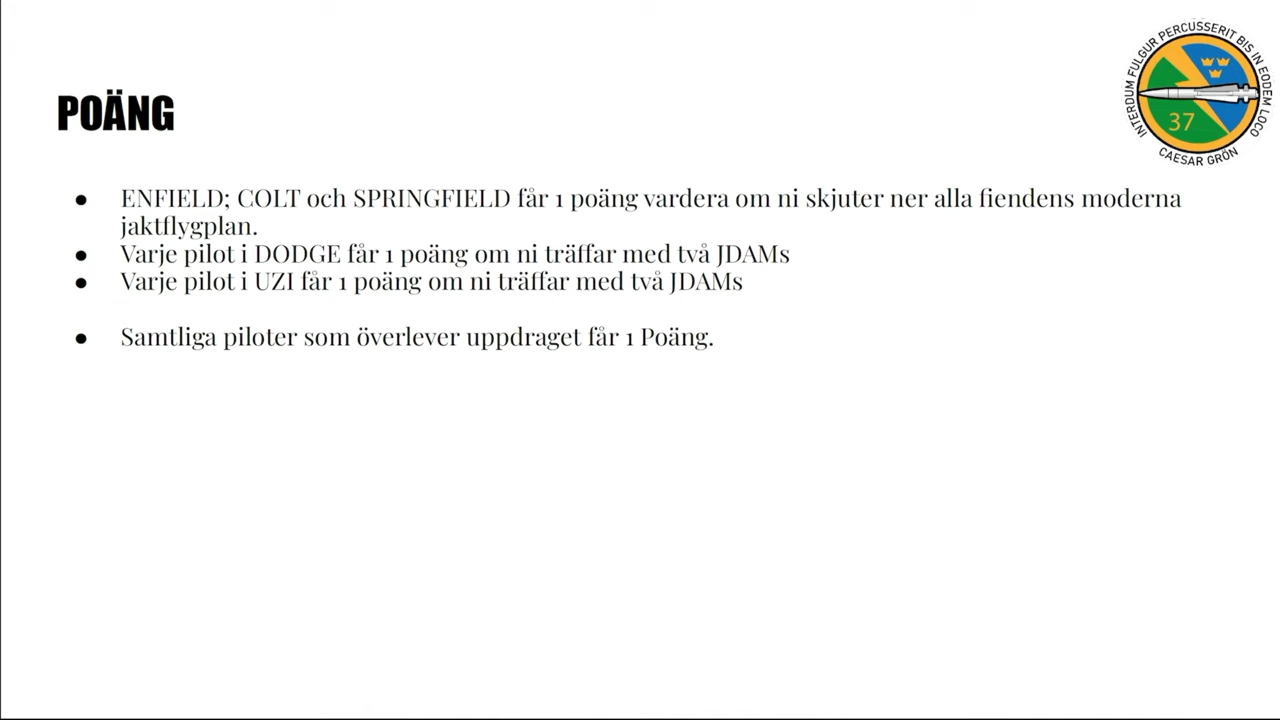 POÄNG
INTERDUM FULGUR PERCUSSERIT BIS IN EODEM LOCO
37
CAESAR GRÖN
● ENFIELD; COLT och SPRINGFIELD får 1 poäng vardera om ni skjuter ner alla fiendens moderna
jaktflygplan.
● Varje pilot i DODGE får 1 poäng om ni träffar med två JDAMs
● Varje pilot i UZI får 1 poäng om ni träffar med två JDAMs
● Samtliga piloter som överlever uppdraget får 1 Poäng.